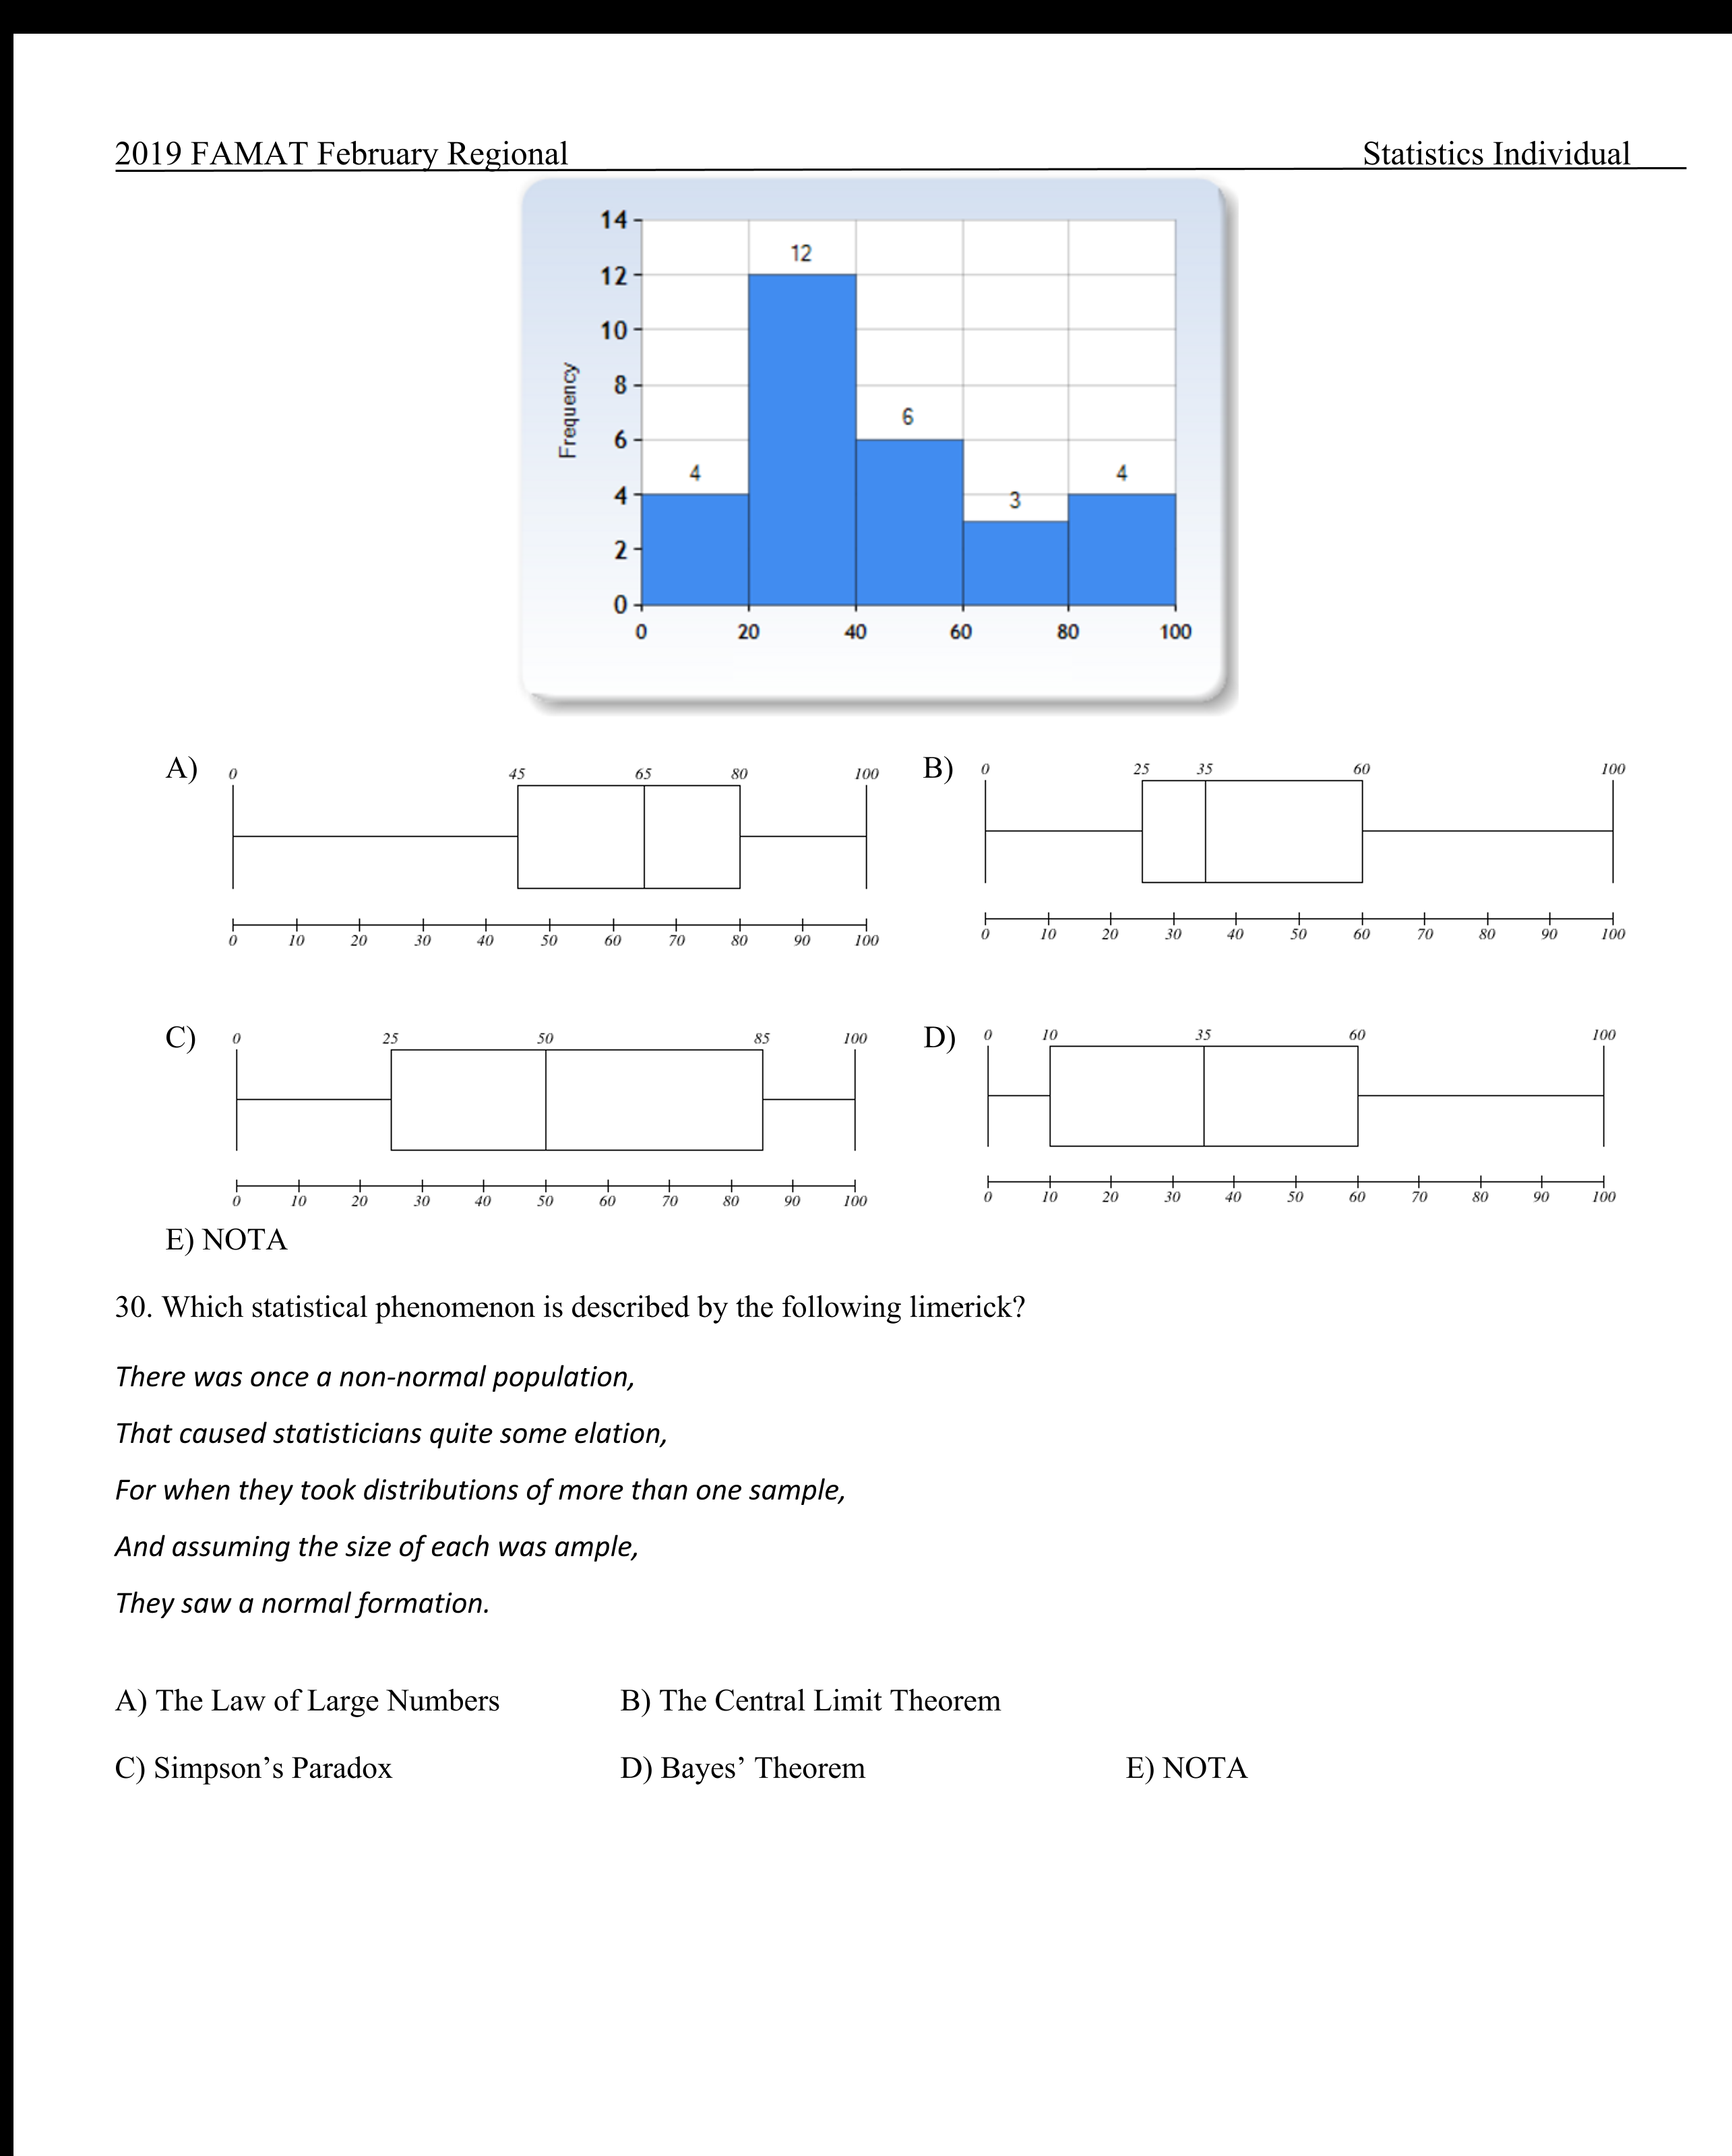 2019 FAMAT February Regional Statistics Individual
14
12
10
8
6
4
2
0
Frequency
4
12
6
3
4
0 20 40 60 80 100
A)
0 45 65 80 100
0 10 20 30 40 50 60 70 80 90 100
B)
0 25 35 60 100
0 10 20 30 40 50 60 70 80 90 100
C)
0 25 50 85 100
0 10 20 30 40 50 60 70 80 90 100
D)
0 10 35 60 100
0 10 20 30 40 50 60 70 80 90 100
E) NOTA
30. Which statistical phenomenon is described by the following limerick?
There was once a non-normal population,
That caused statisticians quite some elation,
For when they took distributions of more than one sample,
And assuming the size of each was ample,
They saw a normal formation.
A) The Law of Large Numbers B) The Central Limit Theorem
C) Simpson’s Paradox D) Bayes’ Theorem E) NOTA